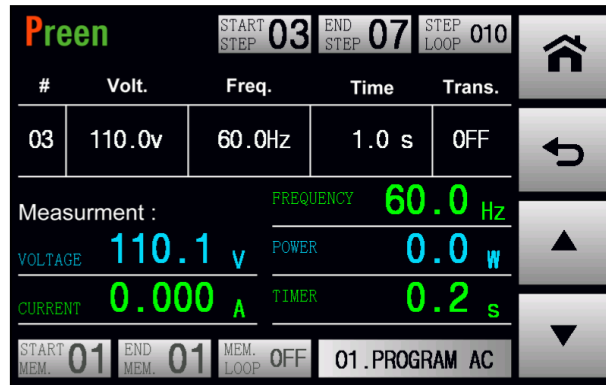 Preen START STEP 03 END STEP 07 STEP LOOP 010
# Volt. Freq. Time Trans.
03 110.0v 60.0Hz 1.0 s OFF
Measurment :
FREQUENCY 60.0 Hz
VOLTAGE 110.1 V
POWER 0.0 W
CURRENT 0.000 A
TIMER 0.2 s
START MEM. 01 END MEM. 01 MEM. LOOP OFF 01.PROGRAM AC